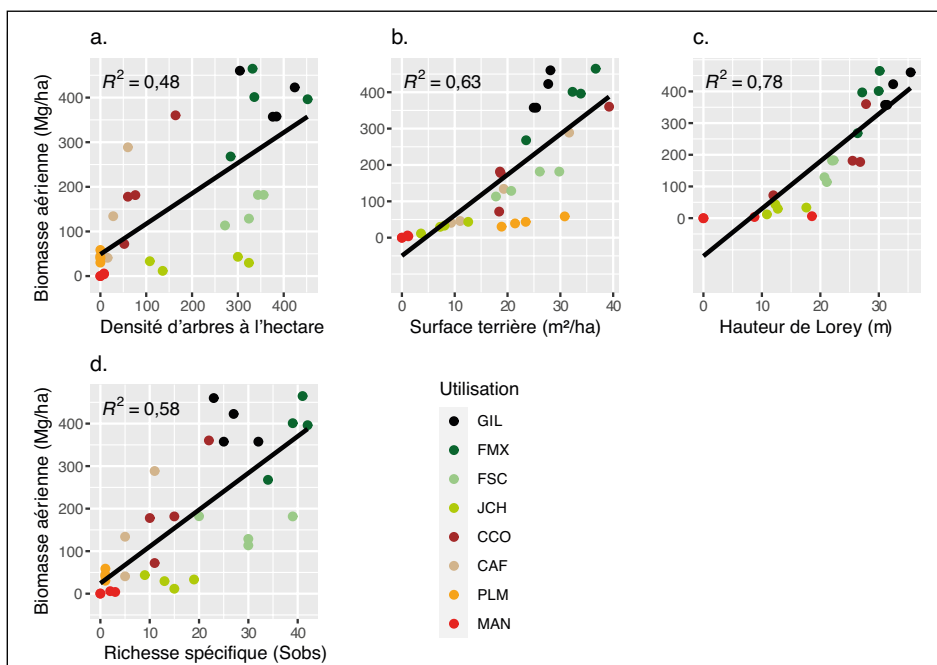 a.
R² = 0,48
Biomasse aérienne (Mg/ha)
400
300
200
100
0
0 100 200 300 400
Densité d'arbres à l'hectare
b.
R² = 0,63
400
300
200
100
0
0 10 20 30 40
Surface terrière (m²/ha)
c.
R² = 0,78
400
300
200
100
0
0 10 20 30
Hauteur de Lorey (m)
d.
R² = 0,58
Biomasse aérienne (Mg/ha)
400
300
200
100
0
0 10 20 30 40
Richesse spécifique (Sobs)
Utilisation
GIL
FMX
FSC
JCH
CCO
CAF
PLM
MAN